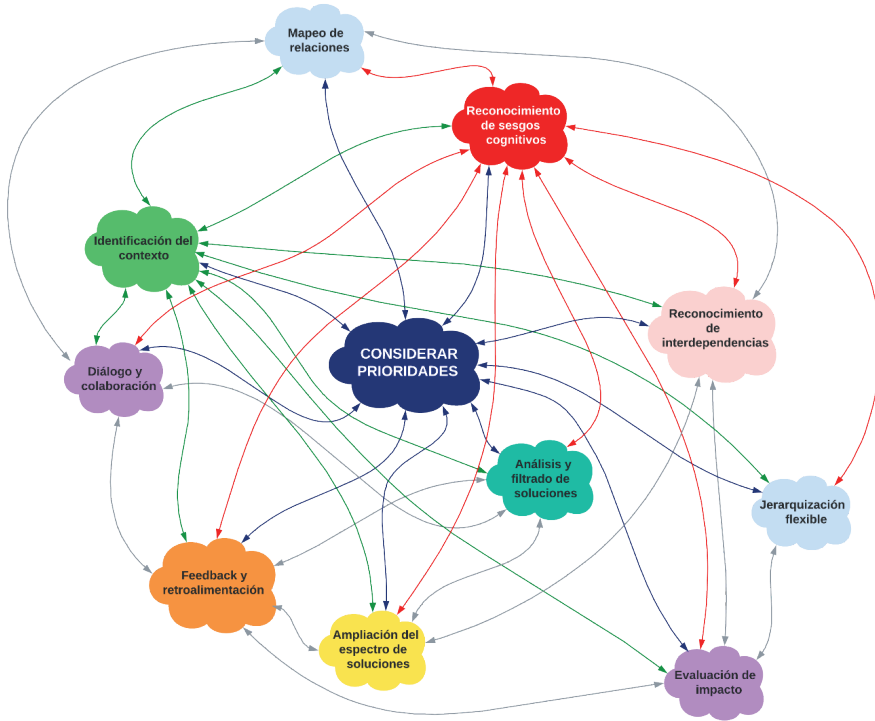 Mapeo de
relaciones
Reconocimiento
de sesgos
cognitivos
Identificación del
contexto
Reconocimiento
de
interdependencias
CONSIDERAR
PRIORIDADES
Diálogo y
colaboración
Análisis y
filtrado de
soluciones
Jerarquización
flexible
Feedback y
retroalimentación
Ampliación del
espectro de
soluciones
Evaluación de
impacto